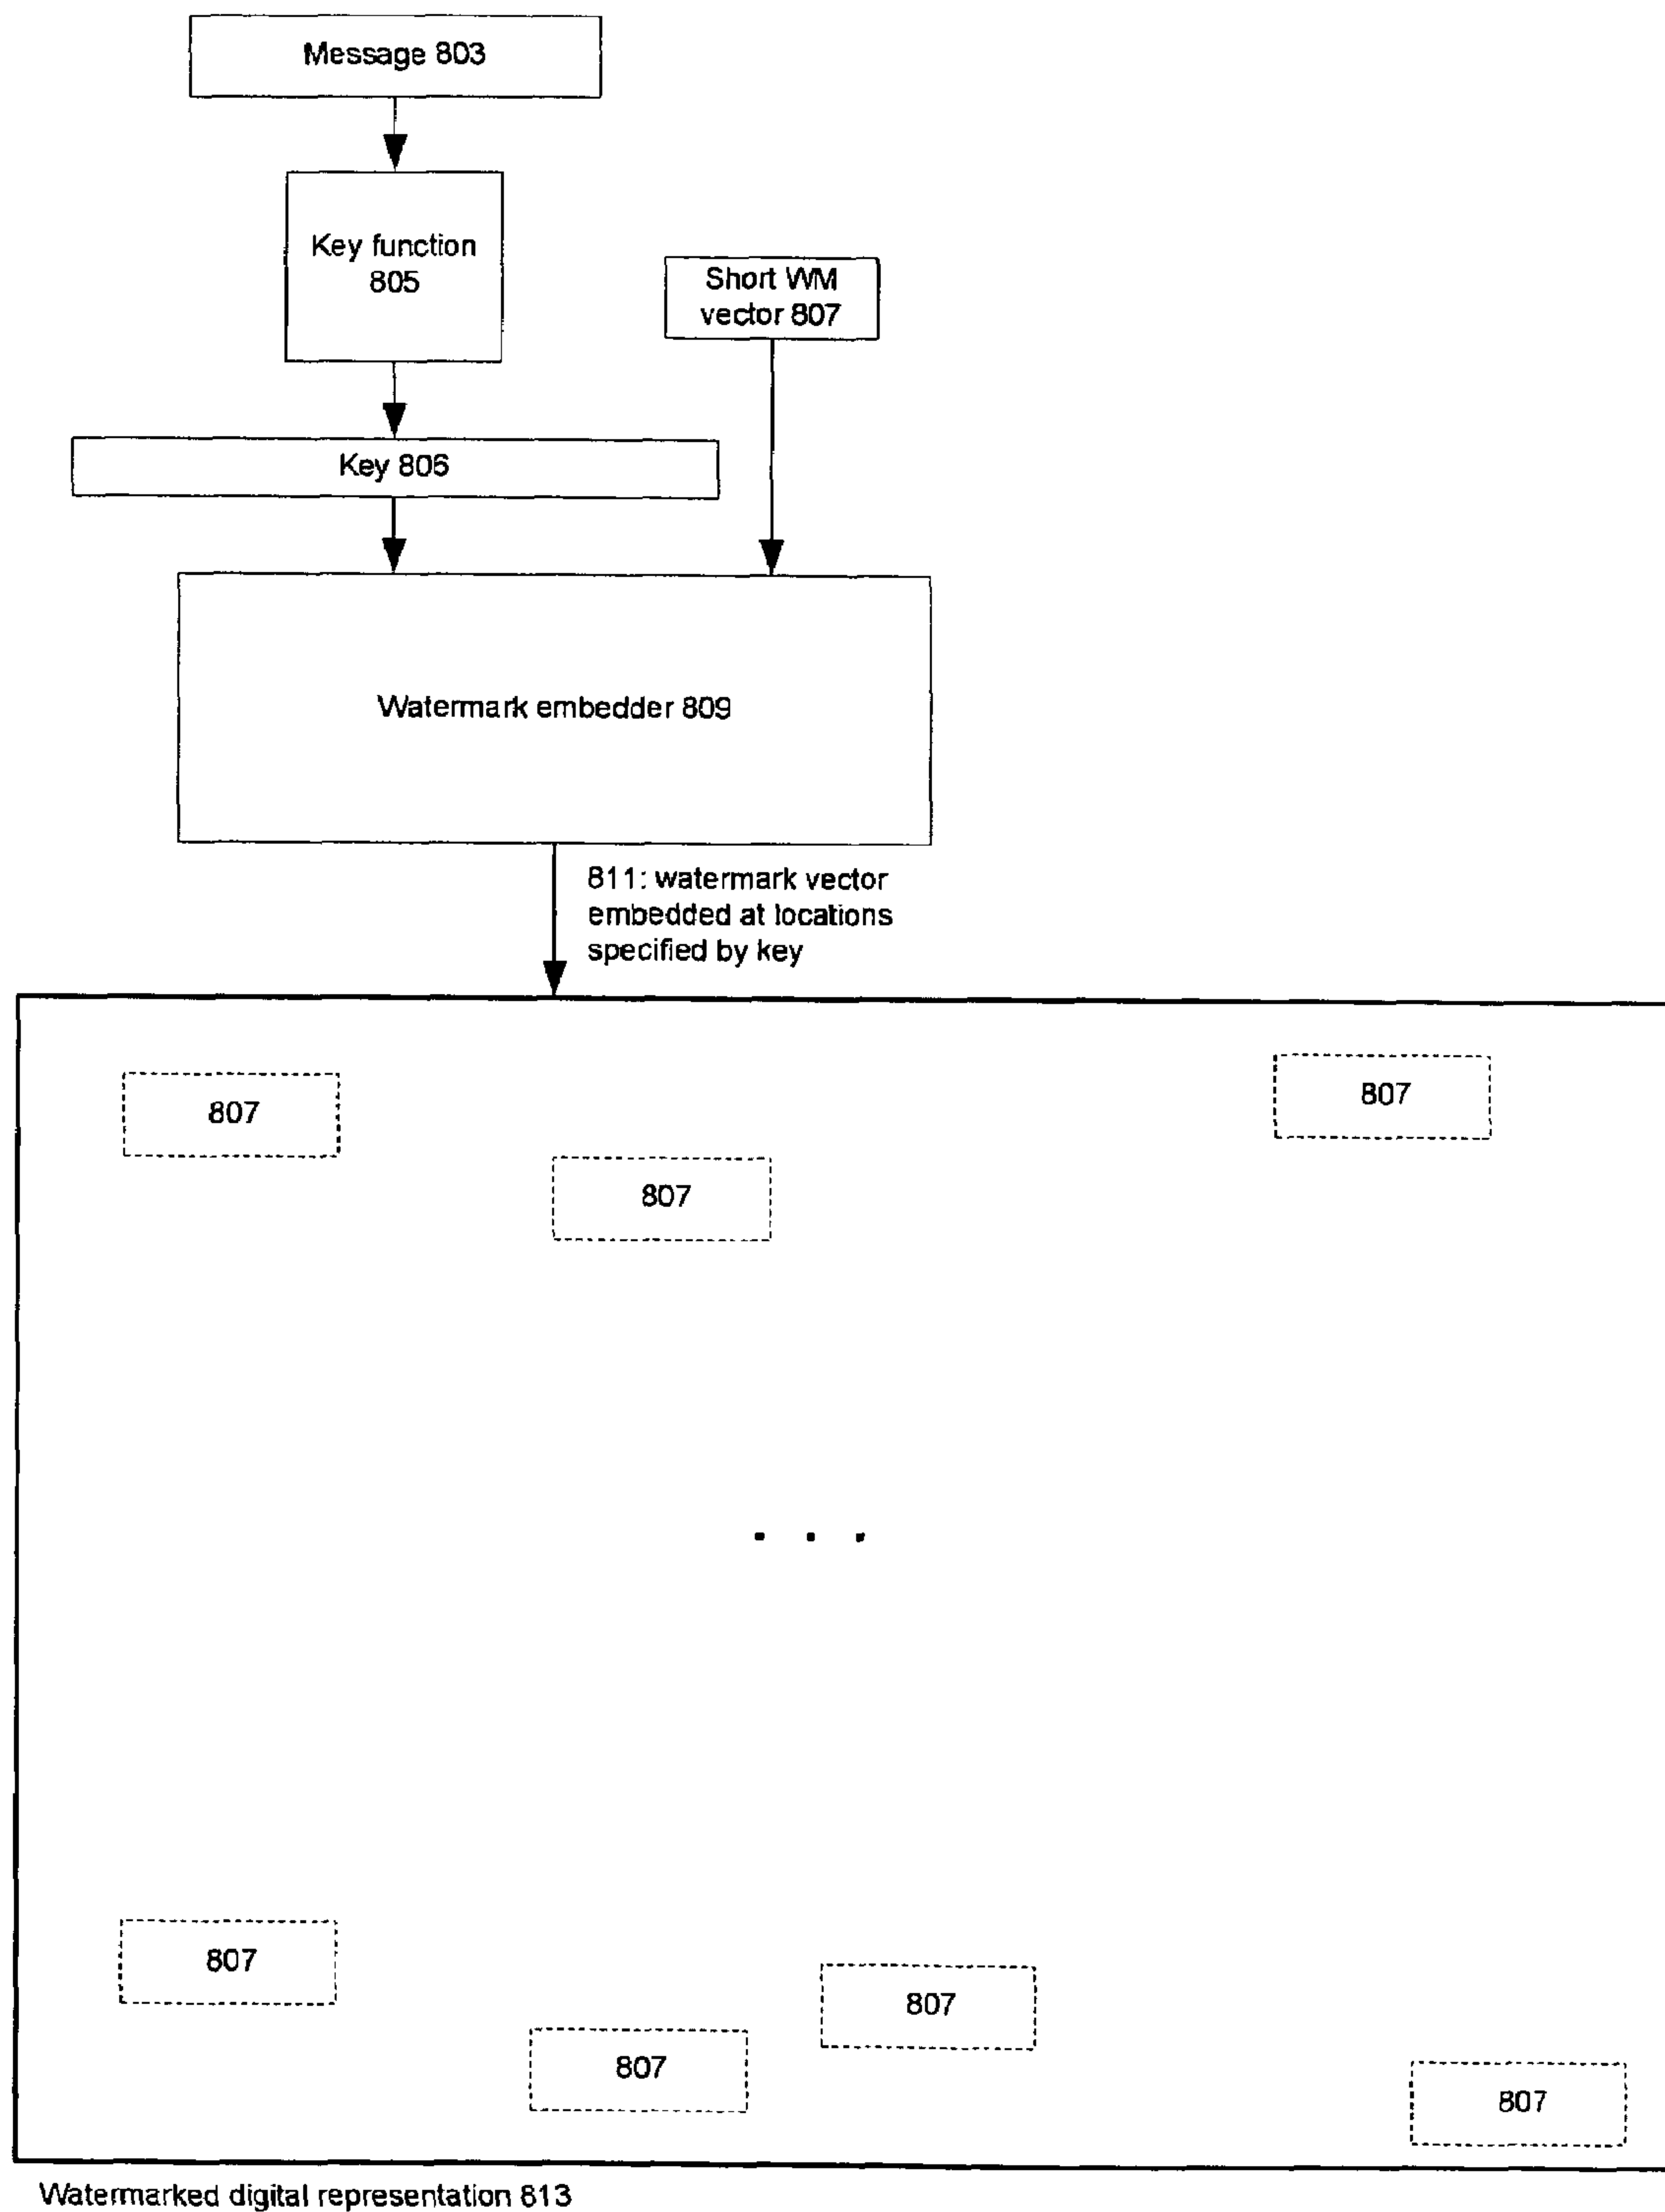 Message 803
Key function
805
Short WM
vector 807
Key 806
Watermark embedder 809
811: watermark vector
embedded at locations
specified by key
807
807
807
. . .
807
807
807
807
Watermarked digital representation 813